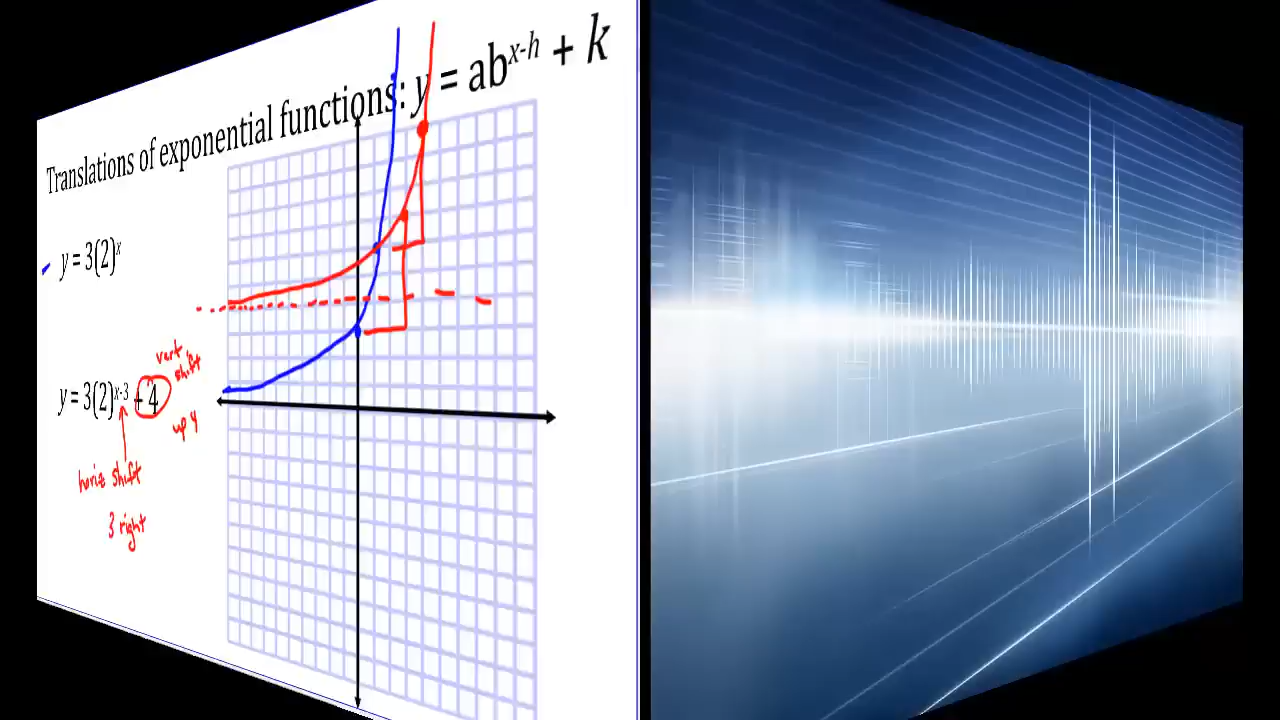 Translations of exponential functions: y = ab^{x-h} + k
y = 3(2)^x
vert
shift
y = 3(2)^{x-3} + 4
up 4
horiz shift
3 right